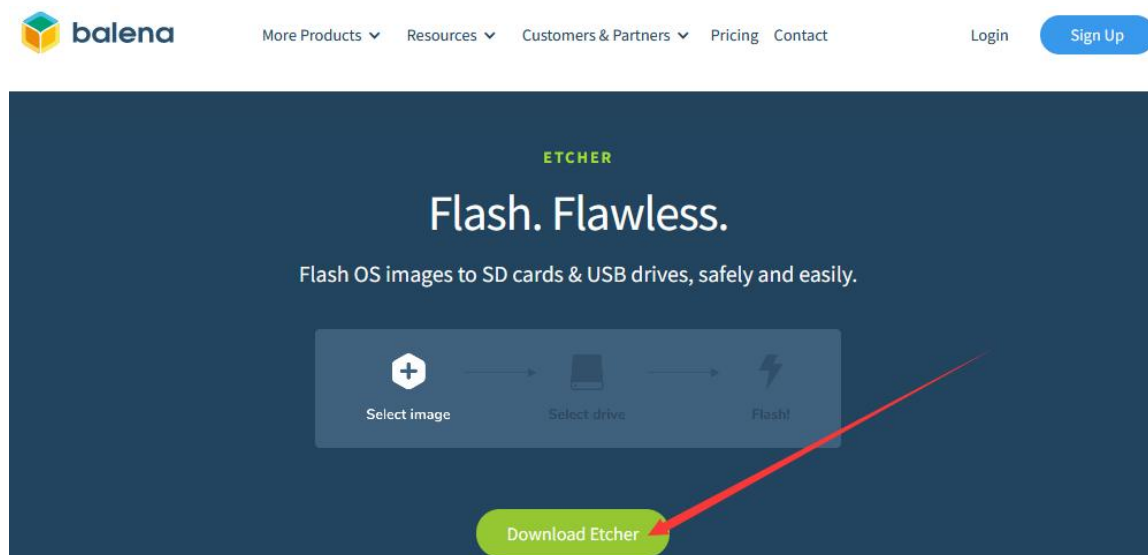 balena More Products Resources Customers & Partners Pricing Contact Login Sign Up
ETCHER
Flash. Flawless.
Flash OS images to SD cards & USB drives, safely and easily.
Select image Select drive Flash!
Download Etcher